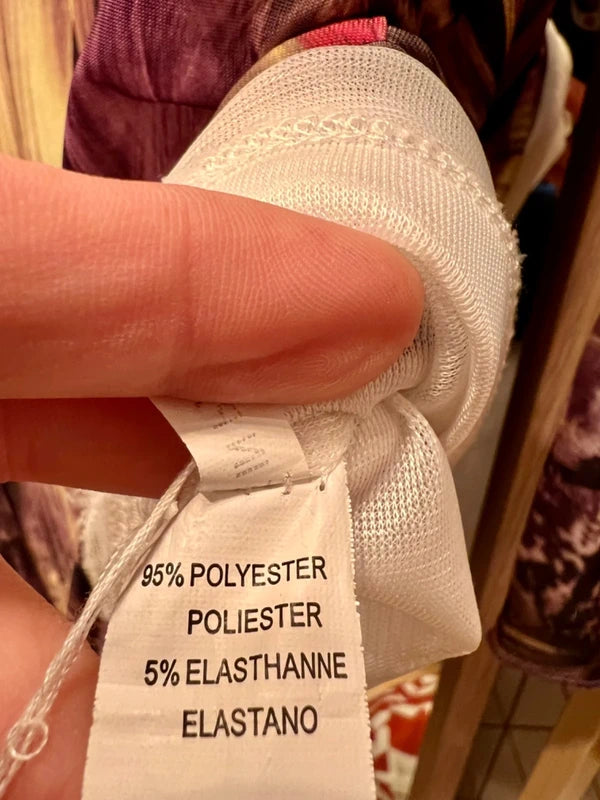 95% POLYESTER
POLIESTER
5% ELASTHANNE
ELASTANO